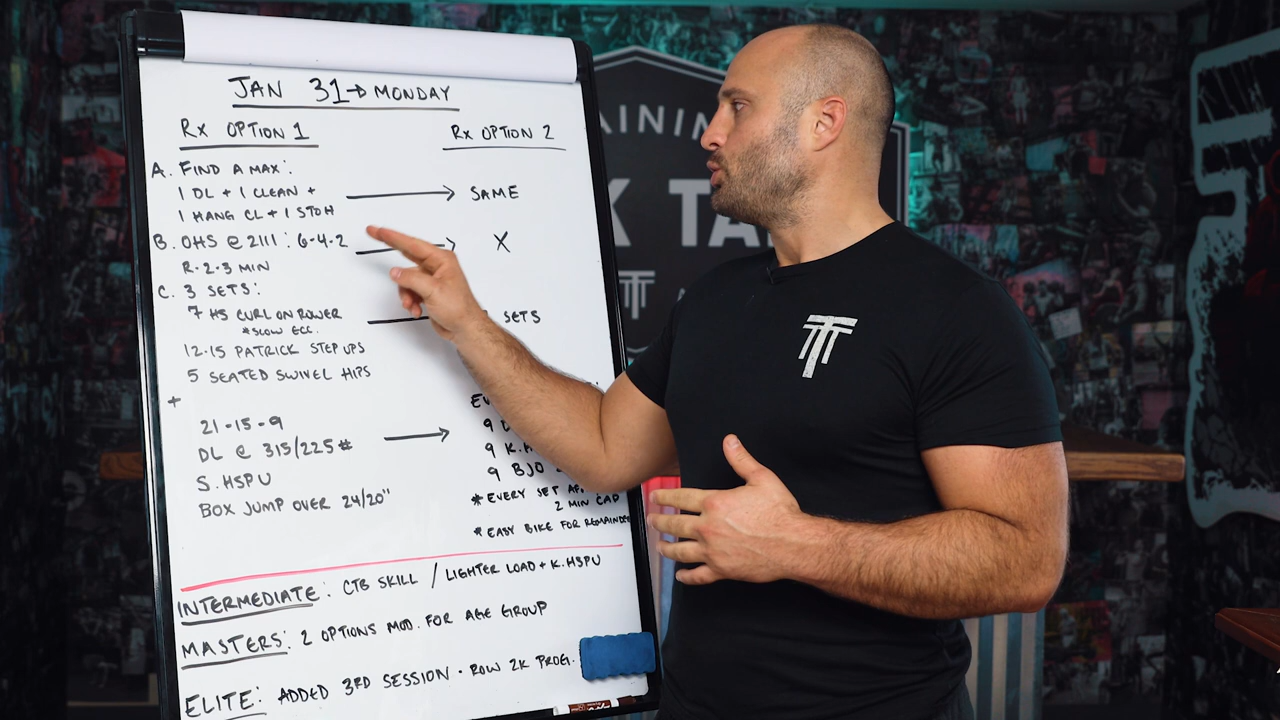 JAN 31 → MONDAY
RX OPTION 1
RX OPTION 2
A. FIND A MAX:
1 DL + 1 CLEAN +
1 HANG CL + 1 STOH
→ SAME
B. OHS @ 2111: 6-4-2
→ X
R. 2-3 MIN
C. 3 SETS:
7 HS CURL ON ROWER
SETS
*SLOW ECC.
12-15 PATRICK STEP UPS
5 SEATED SWIVEL HIPS
+
21-15-9
DL @ 315/225#
→
S. HSPU
BOX JUMP OVER 24/20"
9
9 K.
9 BJO
* EVERY SET
2 MIN CAP
* EASY BIKE FOR REMAINDER
INTERMEDIATE: CTB SKILL / LIGHTER LOAD + K. HSPU
MASTERS: 2 OPTIONS MOD. FOR AGE GROUP
ELITE: ADDED 3RD SESSION - ROW 2K PROG.
TT